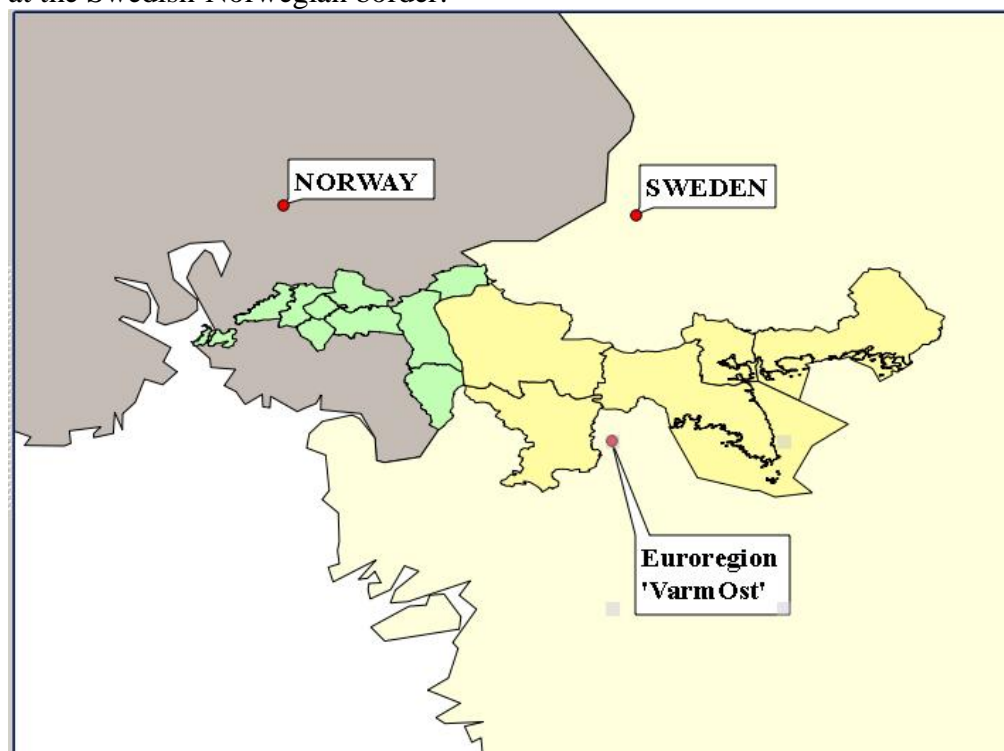 at the Swedish-Norwegian border.
NORWAY
SWEDEN
Euroregion
'Varm Ost'